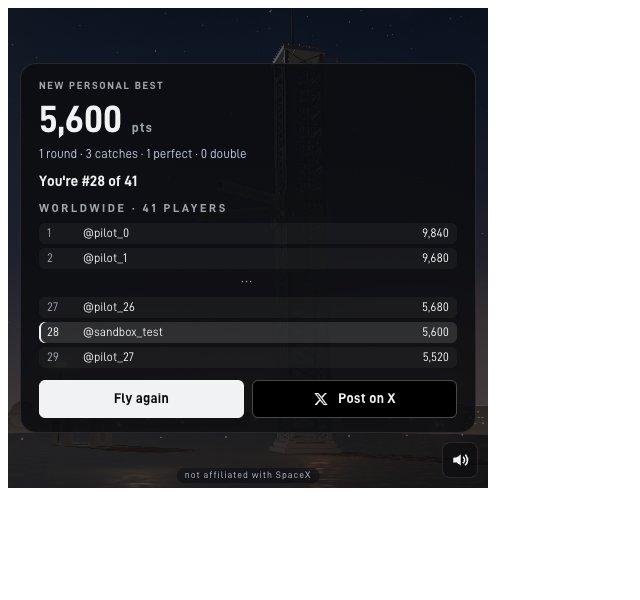 NEW PERSONAL BEST
5,600 pts
1 round · 3 catches · 1 perfect · 0 double
You're #28 of 41
WORLDWIDE · 41 PLAYERS
1 @pilot_0 9,840
2 @pilot_1 9,680
...
27 @pilot_26 5,680
28 @sandbox_test 5,600
29 @pilot_27 5,520
Fly again
Post on X
not affiliated with SpaceX